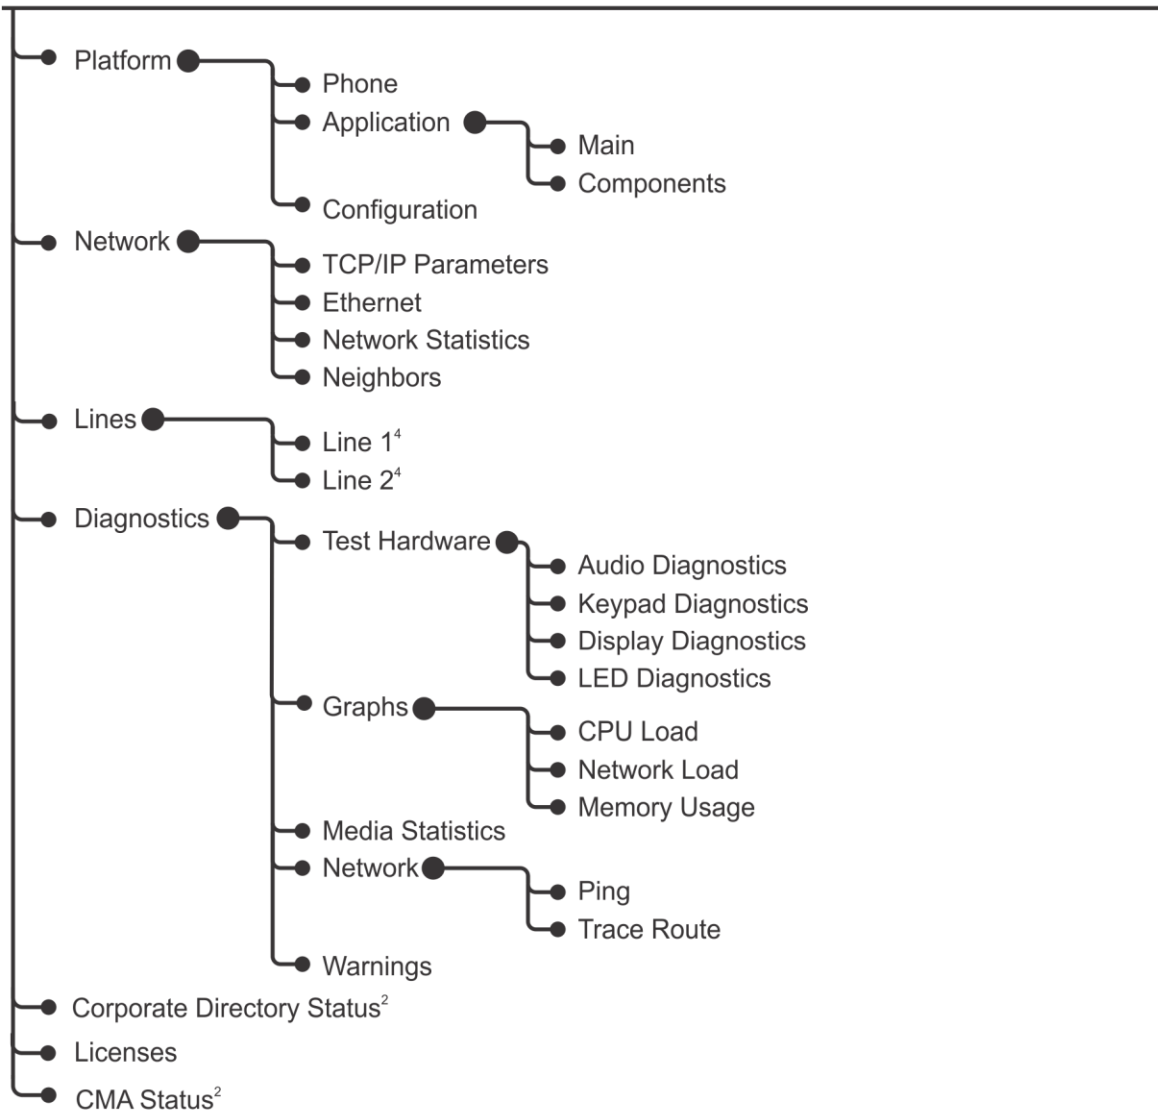 Platform
Phone
Application
Main
Components
Configuration
Network
TCP/IP Parameters
Ethernet
Network Statistics
Neighbors
Lines
Line 1⁴
Line 2⁴
Diagnostics
Test Hardware
Audio Diagnostics
Keypad Diagnostics
Display Diagnostics
LED Diagnostics
Graphs
CPU Load
Network Load
Memory Usage
Media Statistics
Network
Ping
Trace Route
Warnings
Corporate Directory Status²
Licenses
CMA Status²